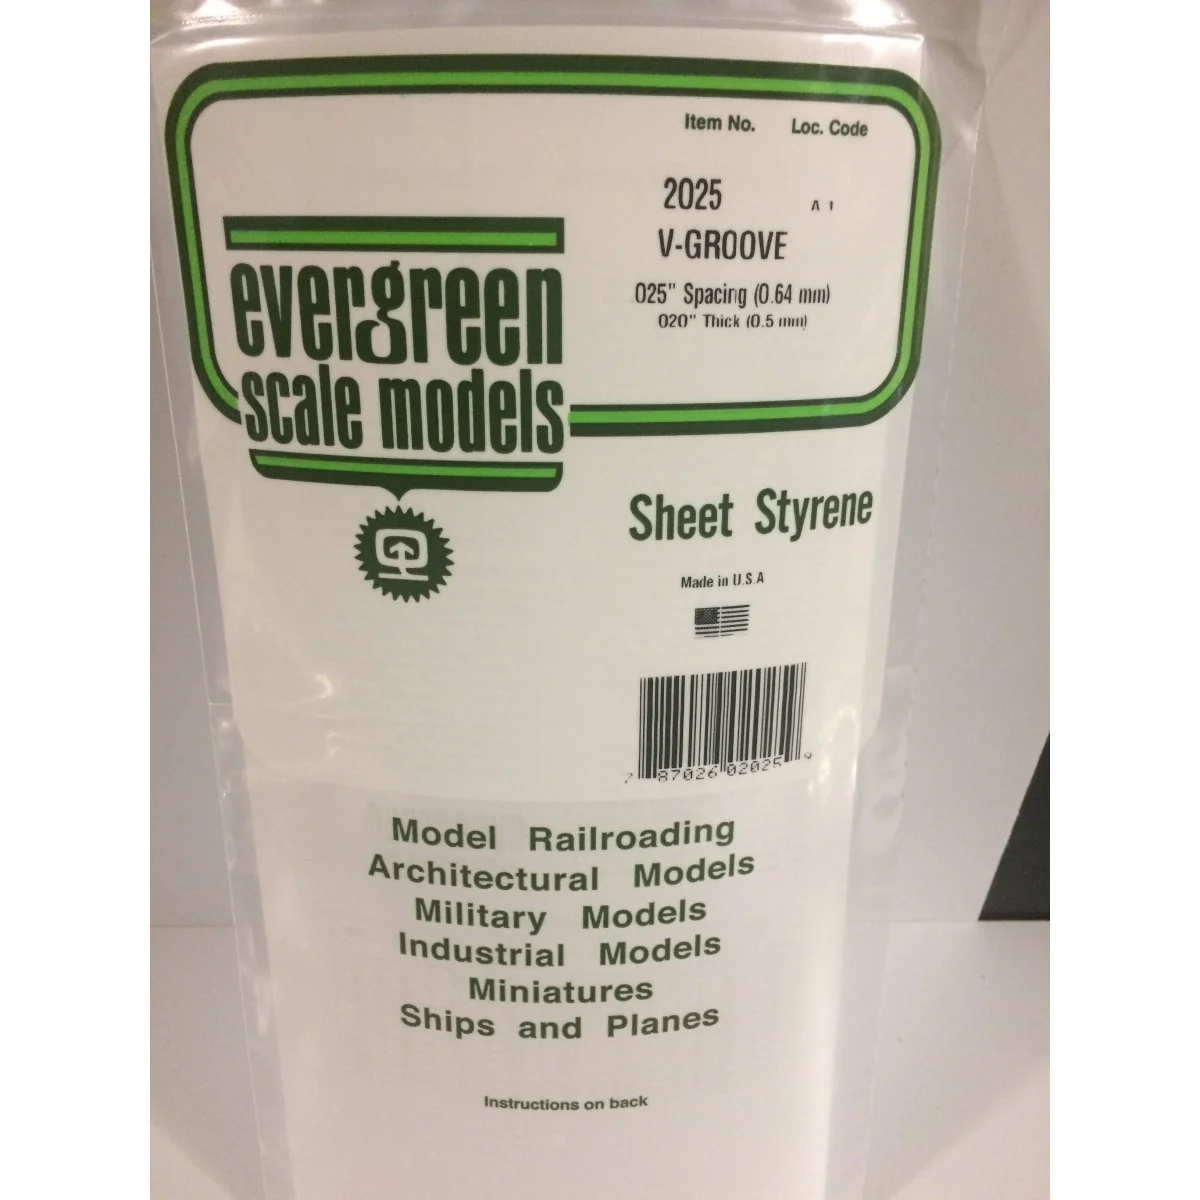 Item No. Loc. Code
2025 A 1
V-GROOVE
.025" Spacing (0.64 mm)
.020" Thick (0.5 mm)
evergreen
scale models
Sheet Styrene
Made in U.S.A
7 87026 02025 9
Model Railroading
Architectural Models
Military Models
Industrial Models
Miniatures
Ships and Planes
Instructions on back